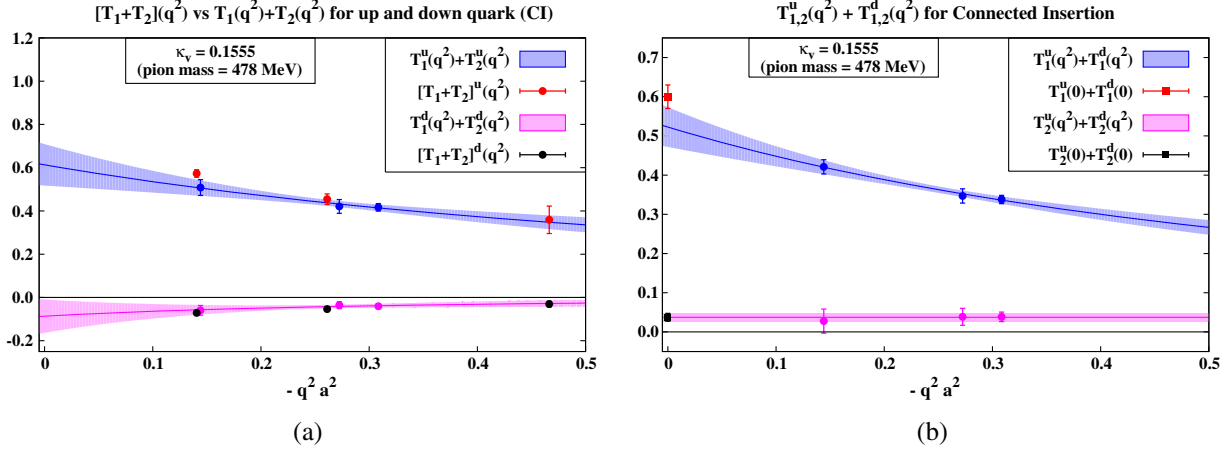 [T₁+T₂](q²) vs T₁(q²)+T₂(q²) for up and down quark (CI)
κᵥ = 0.1555
(pion mass = 478 MeV)
T₁ᵘ(q²)+T₂ᵘ(q²)
[T₁+T₂]ᵘ(q²)
T₁ᵈ(q²)+T₂ᵈ(q²)
[T₁+T₂]ᵈ(q²)
1.2
1.0
0.8
0.6
0.4
0.2
0.0
-0.2
0 0.1 0.2 0.3 0.4 0.5
- q² a²
(a)
T₁,₂ᵘ(q²) + T₁,₂ᵈ(q²) for Connected Insertion
κᵥ = 0.1555
(pion mass = 478 MeV)
T₁ᵘ(q²)+T₁ᵈ(q²)
T₁ᵘ(0)+T₁ᵈ(0)
T₂ᵘ(q²)+T₂ᵈ(q²)
T₂ᵘ(0)+T₂ᵈ(0)
0.7
0.6
0.5
0.4
0.3
0.2
0.1
0.0
0 0.1 0.2 0.3 0.4 0.5
- q² a²
(b)